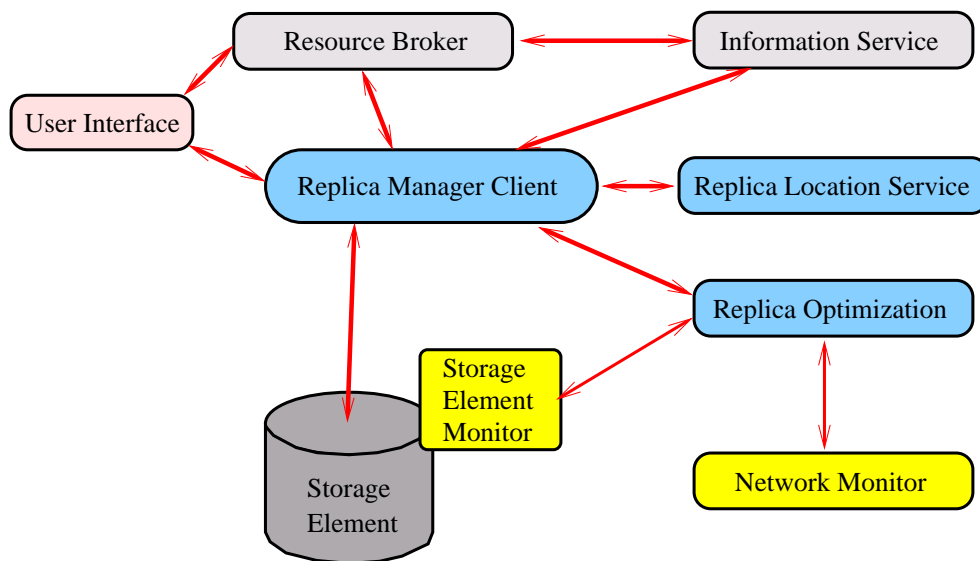 Resource Broker
Information Service
User Interface
Replica Manager Client
Replica Location Service
Replica Optimization
Storage
Element
Monitor
Network Monitor
Storage
Element